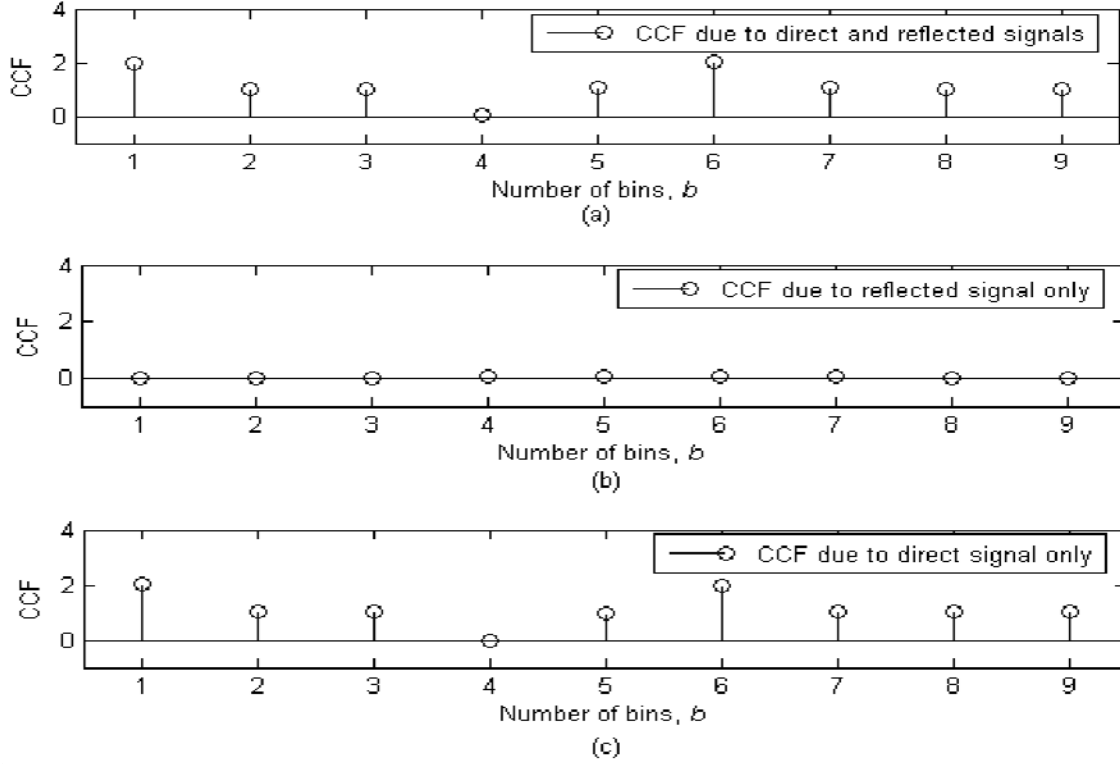 4
CCF due to direct and reflected signals
2
CCF
0
1 2 3 4 5 6 7 8 9
Number of bins, b
(a)
4
CCF due to reflected signal only
2
CCF
0
1 2 3 4 5 6 7 8 9
Number of bins, b
(b)
4
CCF due to direct signal only
2
CCF
0
1 2 3 4 5 6 7 8 9
Number of bins, b
(c)